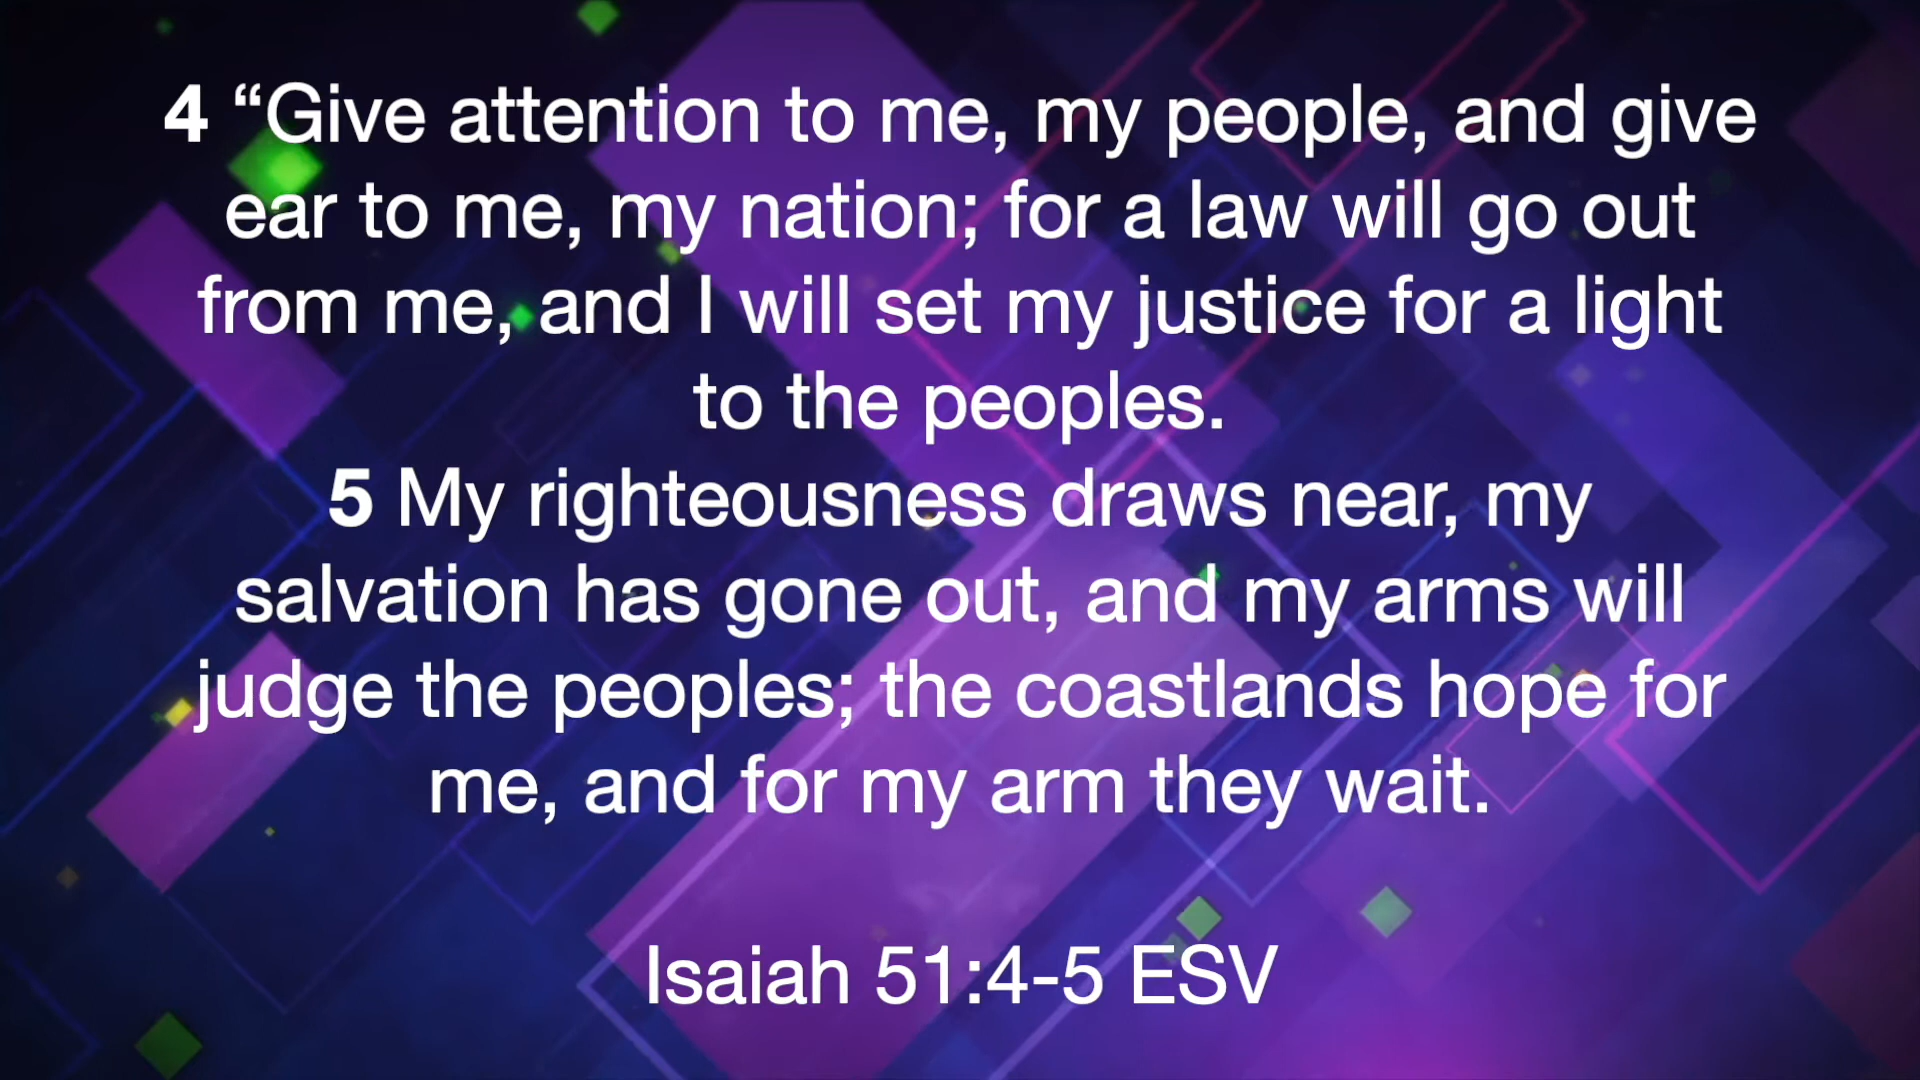 4 “Give attention to me, my people, and give
ear to me, my nation; for a law will go out
from me, and I will set my justice for a light
to the peoples.
5 My righteousness draws near, my
salvation has gone out, and my arms will
judge the peoples; the coastlands hope for
me, and for my arm they wait.
Isaiah 51:4-5 ESV